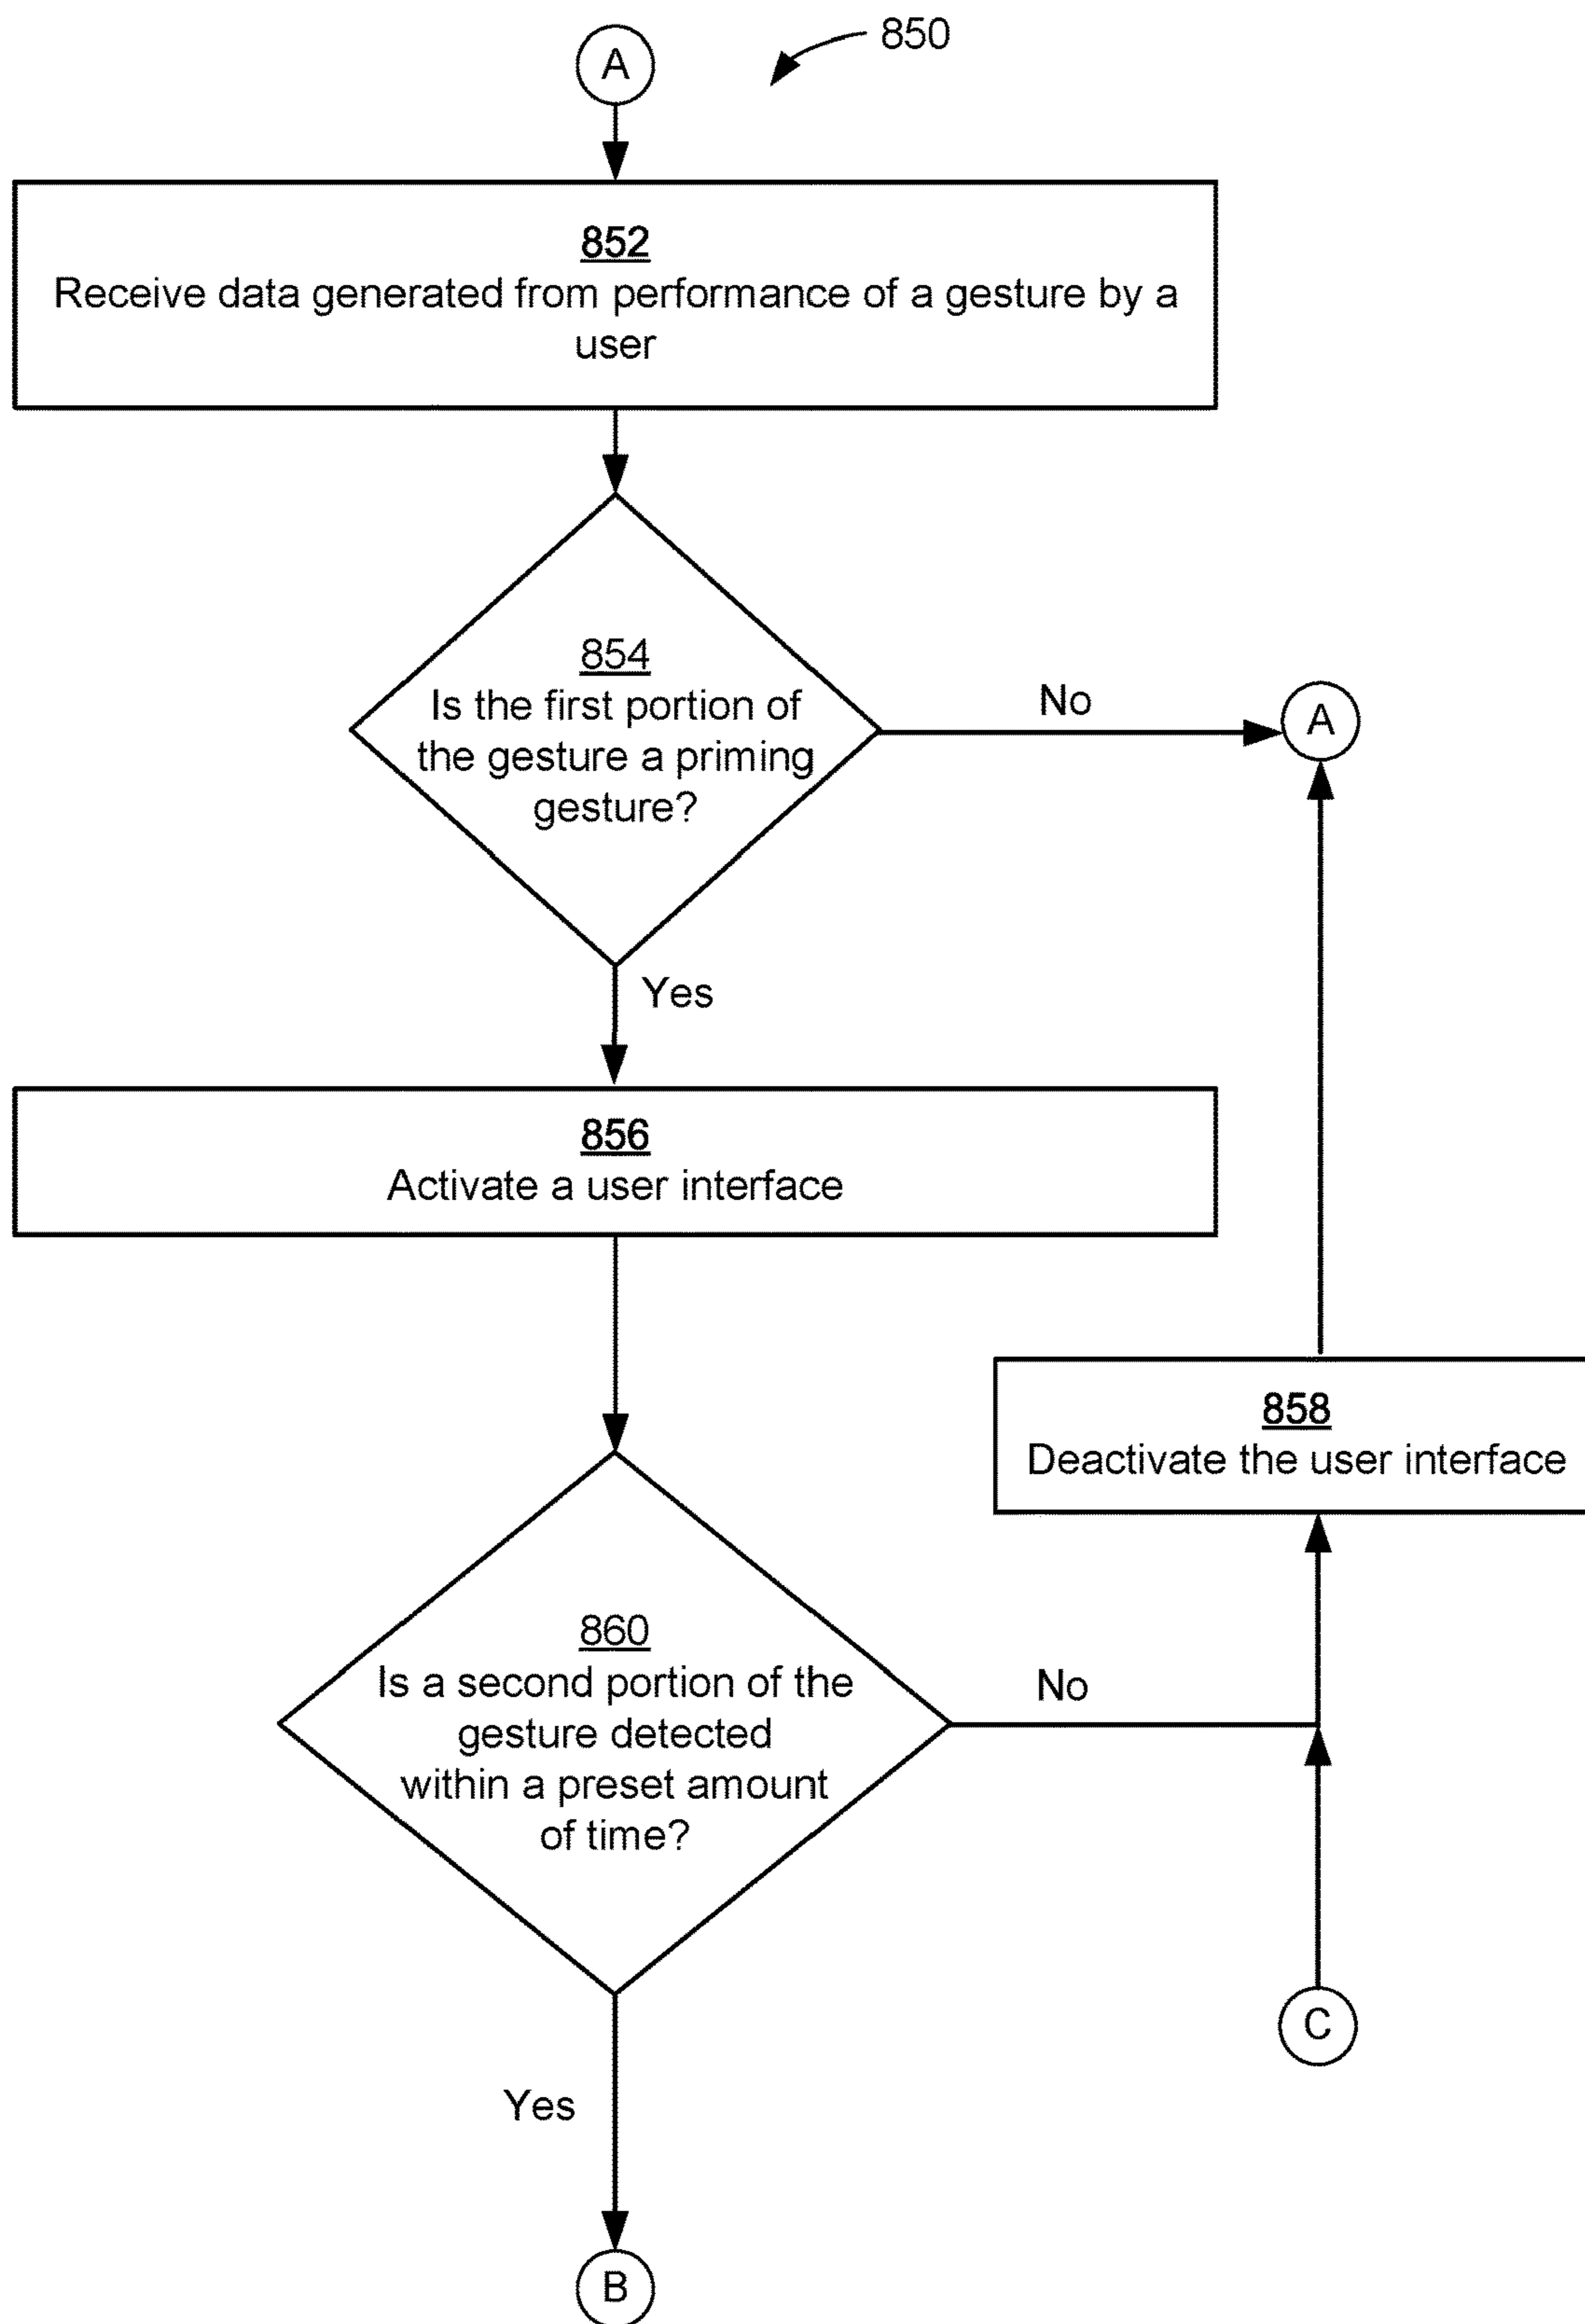 A
850
852
Receive data generated from performance of a gesture by a
user
854
Is the first portion of
the gesture a priming
gesture?
No
A
Yes
856
Activate a user interface
858
Deactivate the user interface
860
Is a second portion of the
gesture detected
within a preset amount
of time?
No
C
Yes
B